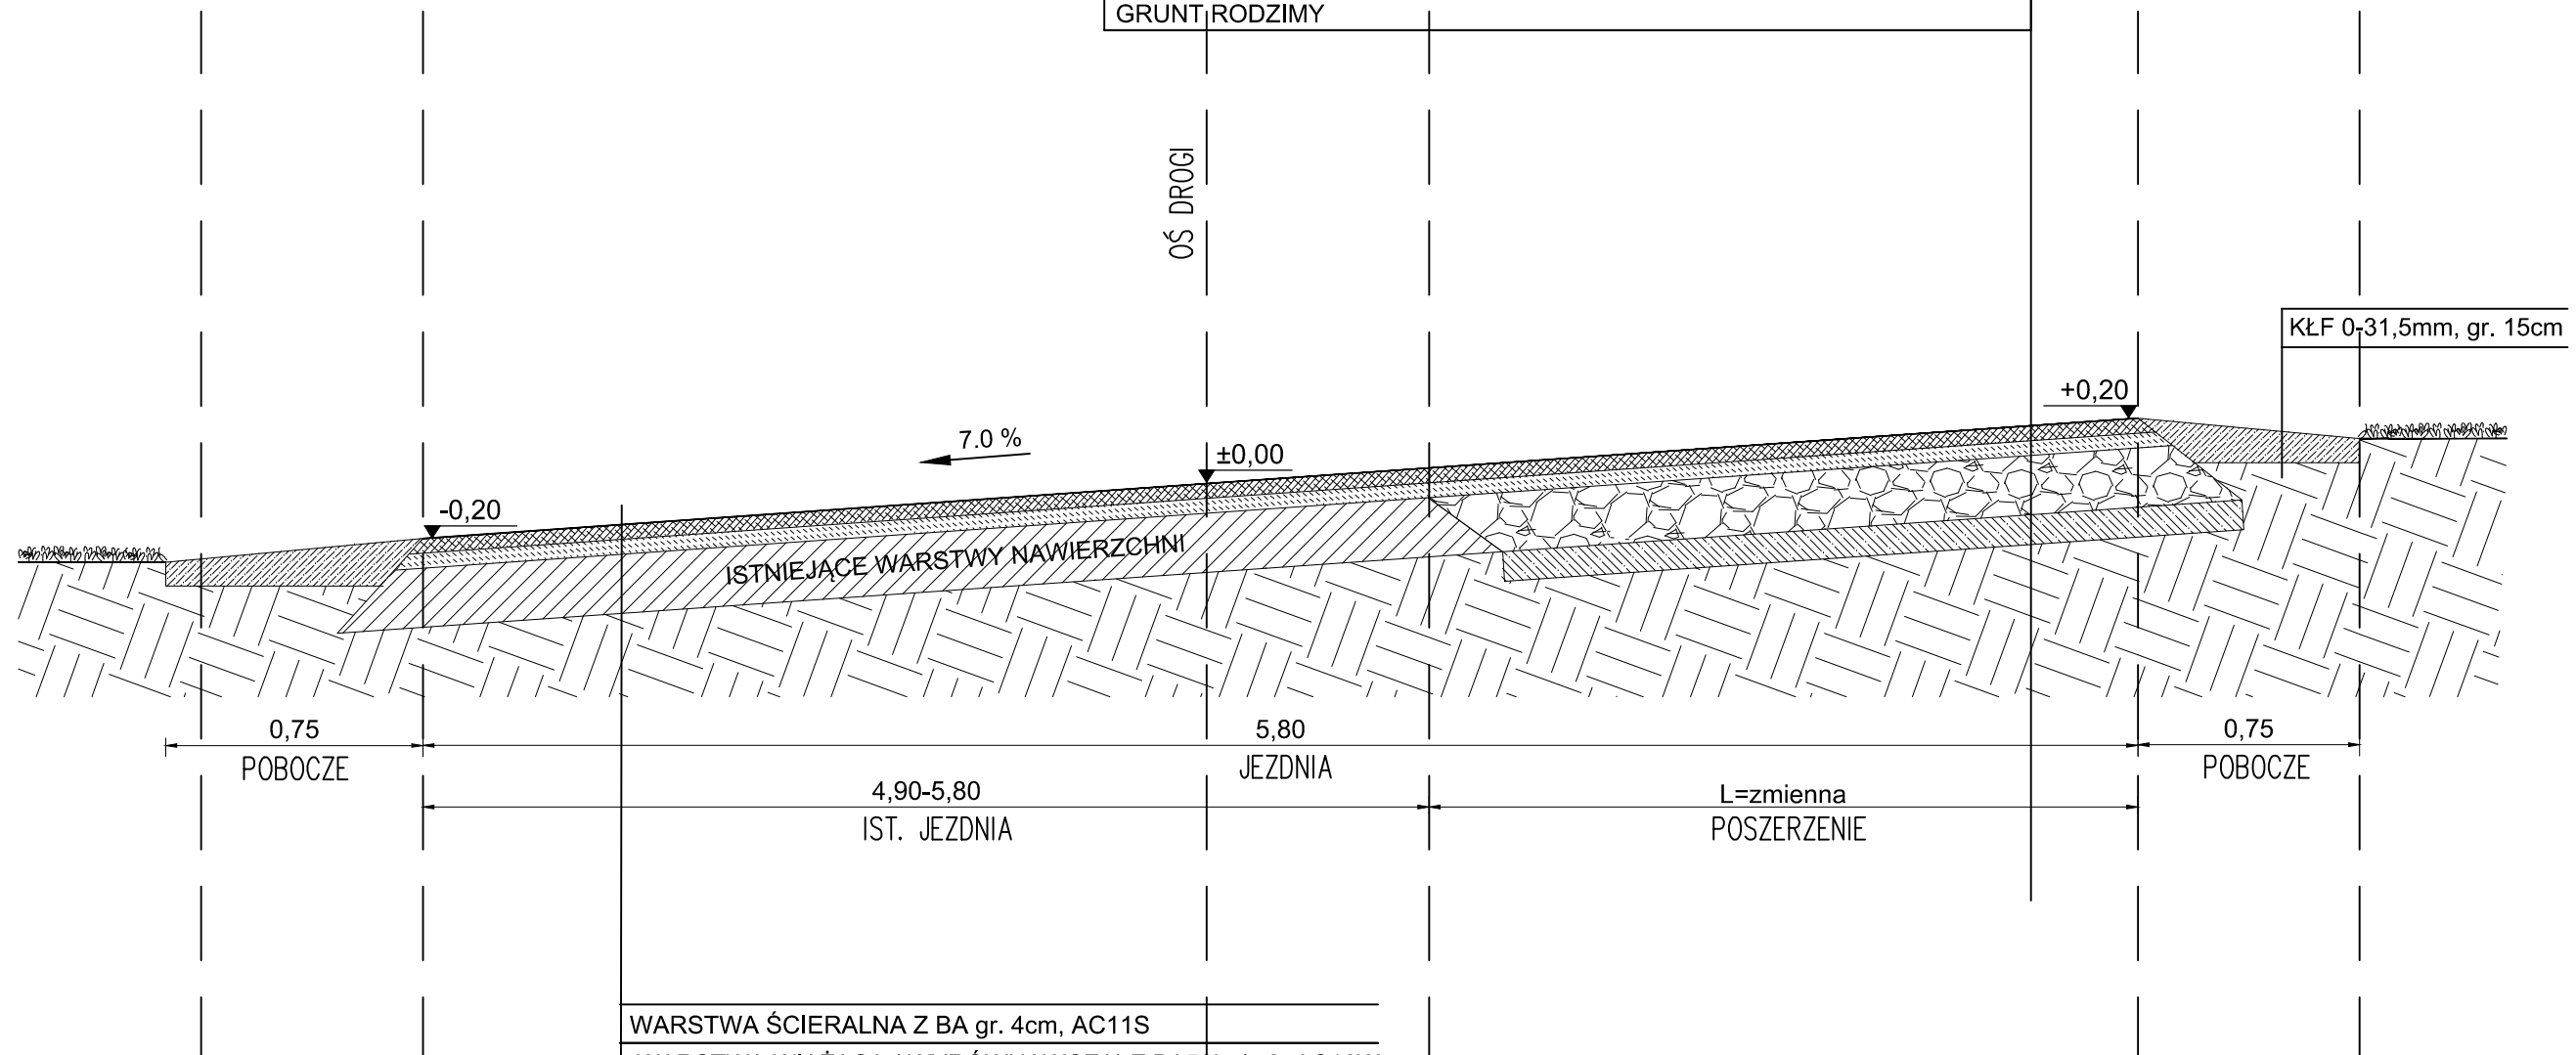 GRUNT RODZIMY
OŚ DROGI
KŁF 0-31,5mm, gr. 15cm
+0,20
7.0 %
±0,00
-0,20
ISTNIEJĄCE WARSTWY NAWIERZCHNI
0,75
5,80
0,75
POBOCZE
JEZDNIA
POBOCZE
4,90-5,80
L=zmienna
IST. JEZDNIA
POSZERZENIE
WARSTWA ŚCIERALNA Z BA gr. 4cm, AC11S